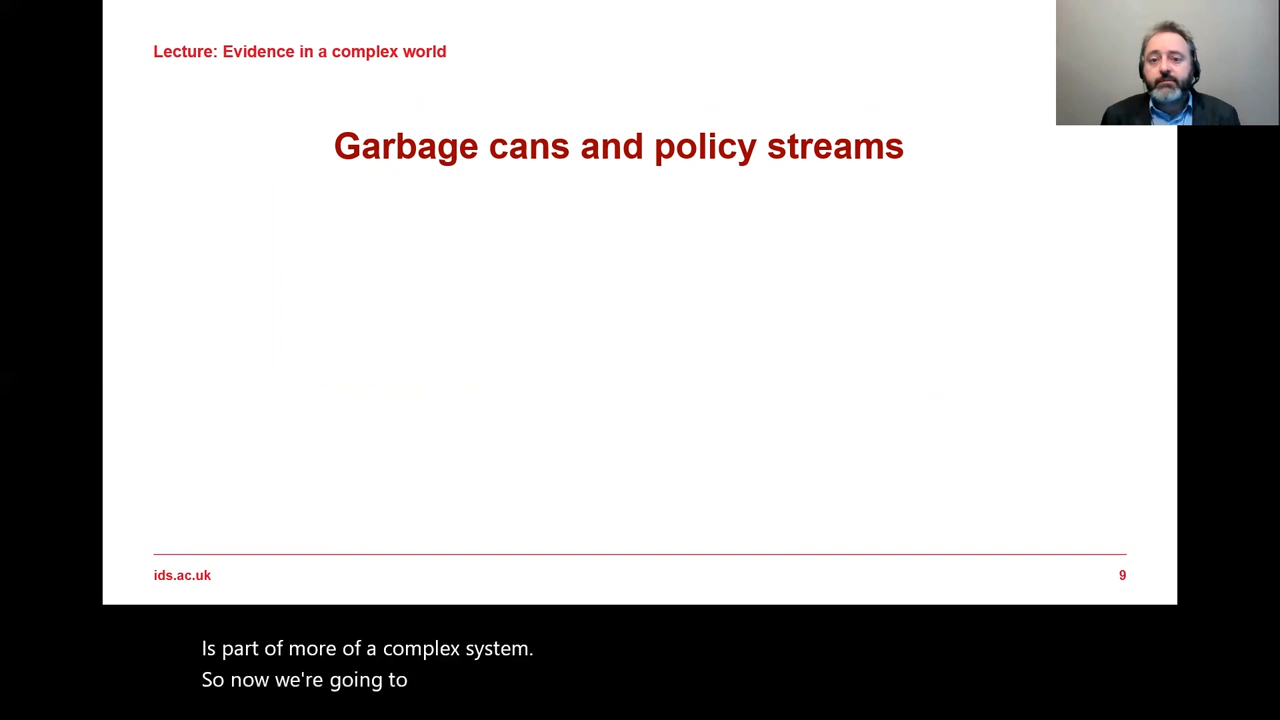 Lecture: Evidence in a complex world
Garbage cans and policy streams
ids.ac.uk
9
Is part of more of a complex system.
So now we're going to